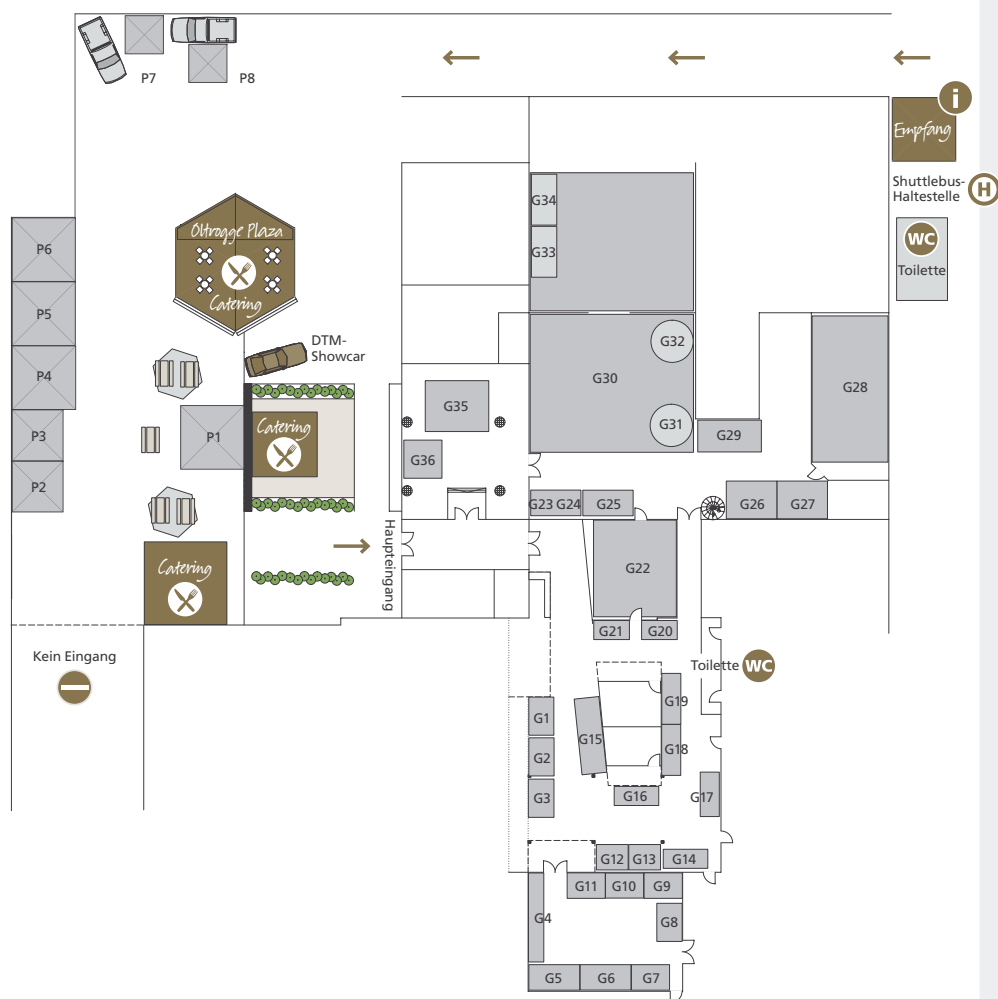 P7
P8
i
Empfang
Shuttlebus-
Haltestelle
H
WC
Toilette
G34
G33
Oltrogge Plaza
Catering
P6
P5
P4
P3
P2
DTM-
Showcar
P1
Catering
G35
G36
G30
G32
G31
G29
G28
G23 G24
G25
G26
G27
Haupteingang
Catering
G22
G21
G20
Kein Eingang
Toilette WC
G1
G2
G3
G15
G19
G18
G16
G17
G12
G13
G14
G11
G10
G9
G4
G8
G5
G6
G7